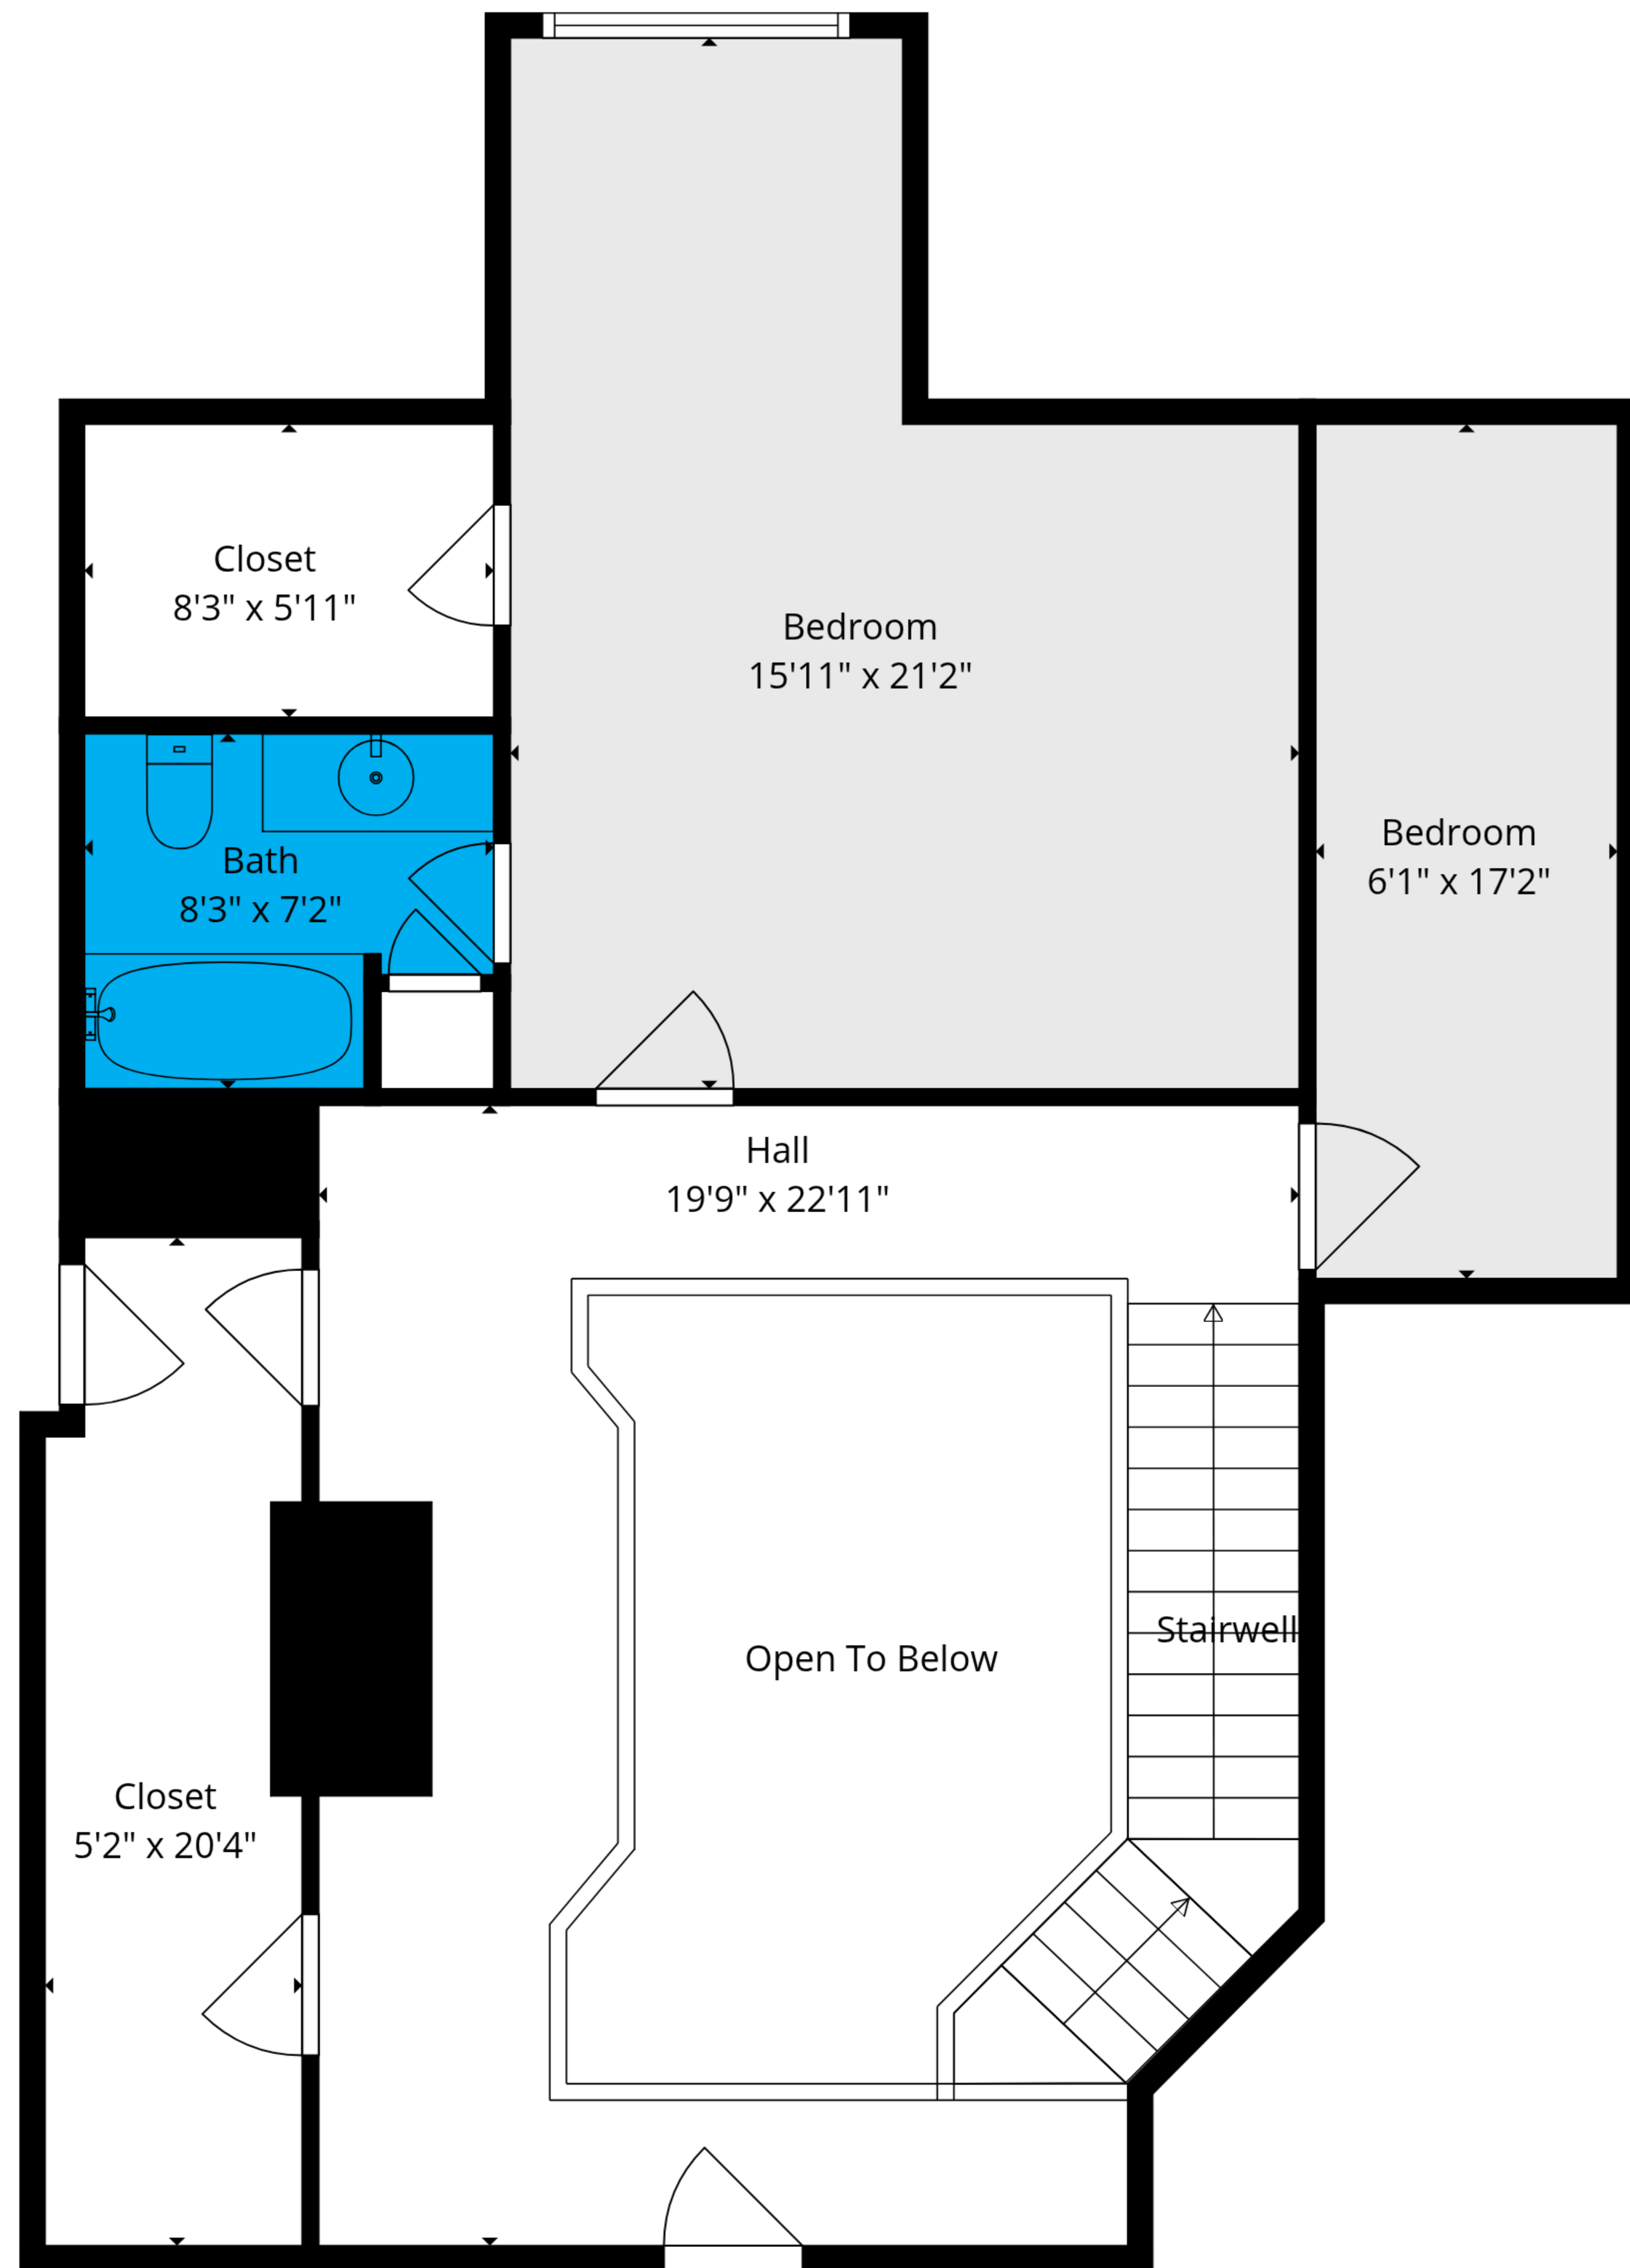 Closet
8'3" x 5'11"
Bedroom
15'11" x 21'2"
Bath
8'3" x 7'2"
Bedroom
6'1" x 17'2"
Hall
19'9" x 22'11"
Stairwell
Open To Below
Closet
5'2" x 20'4"